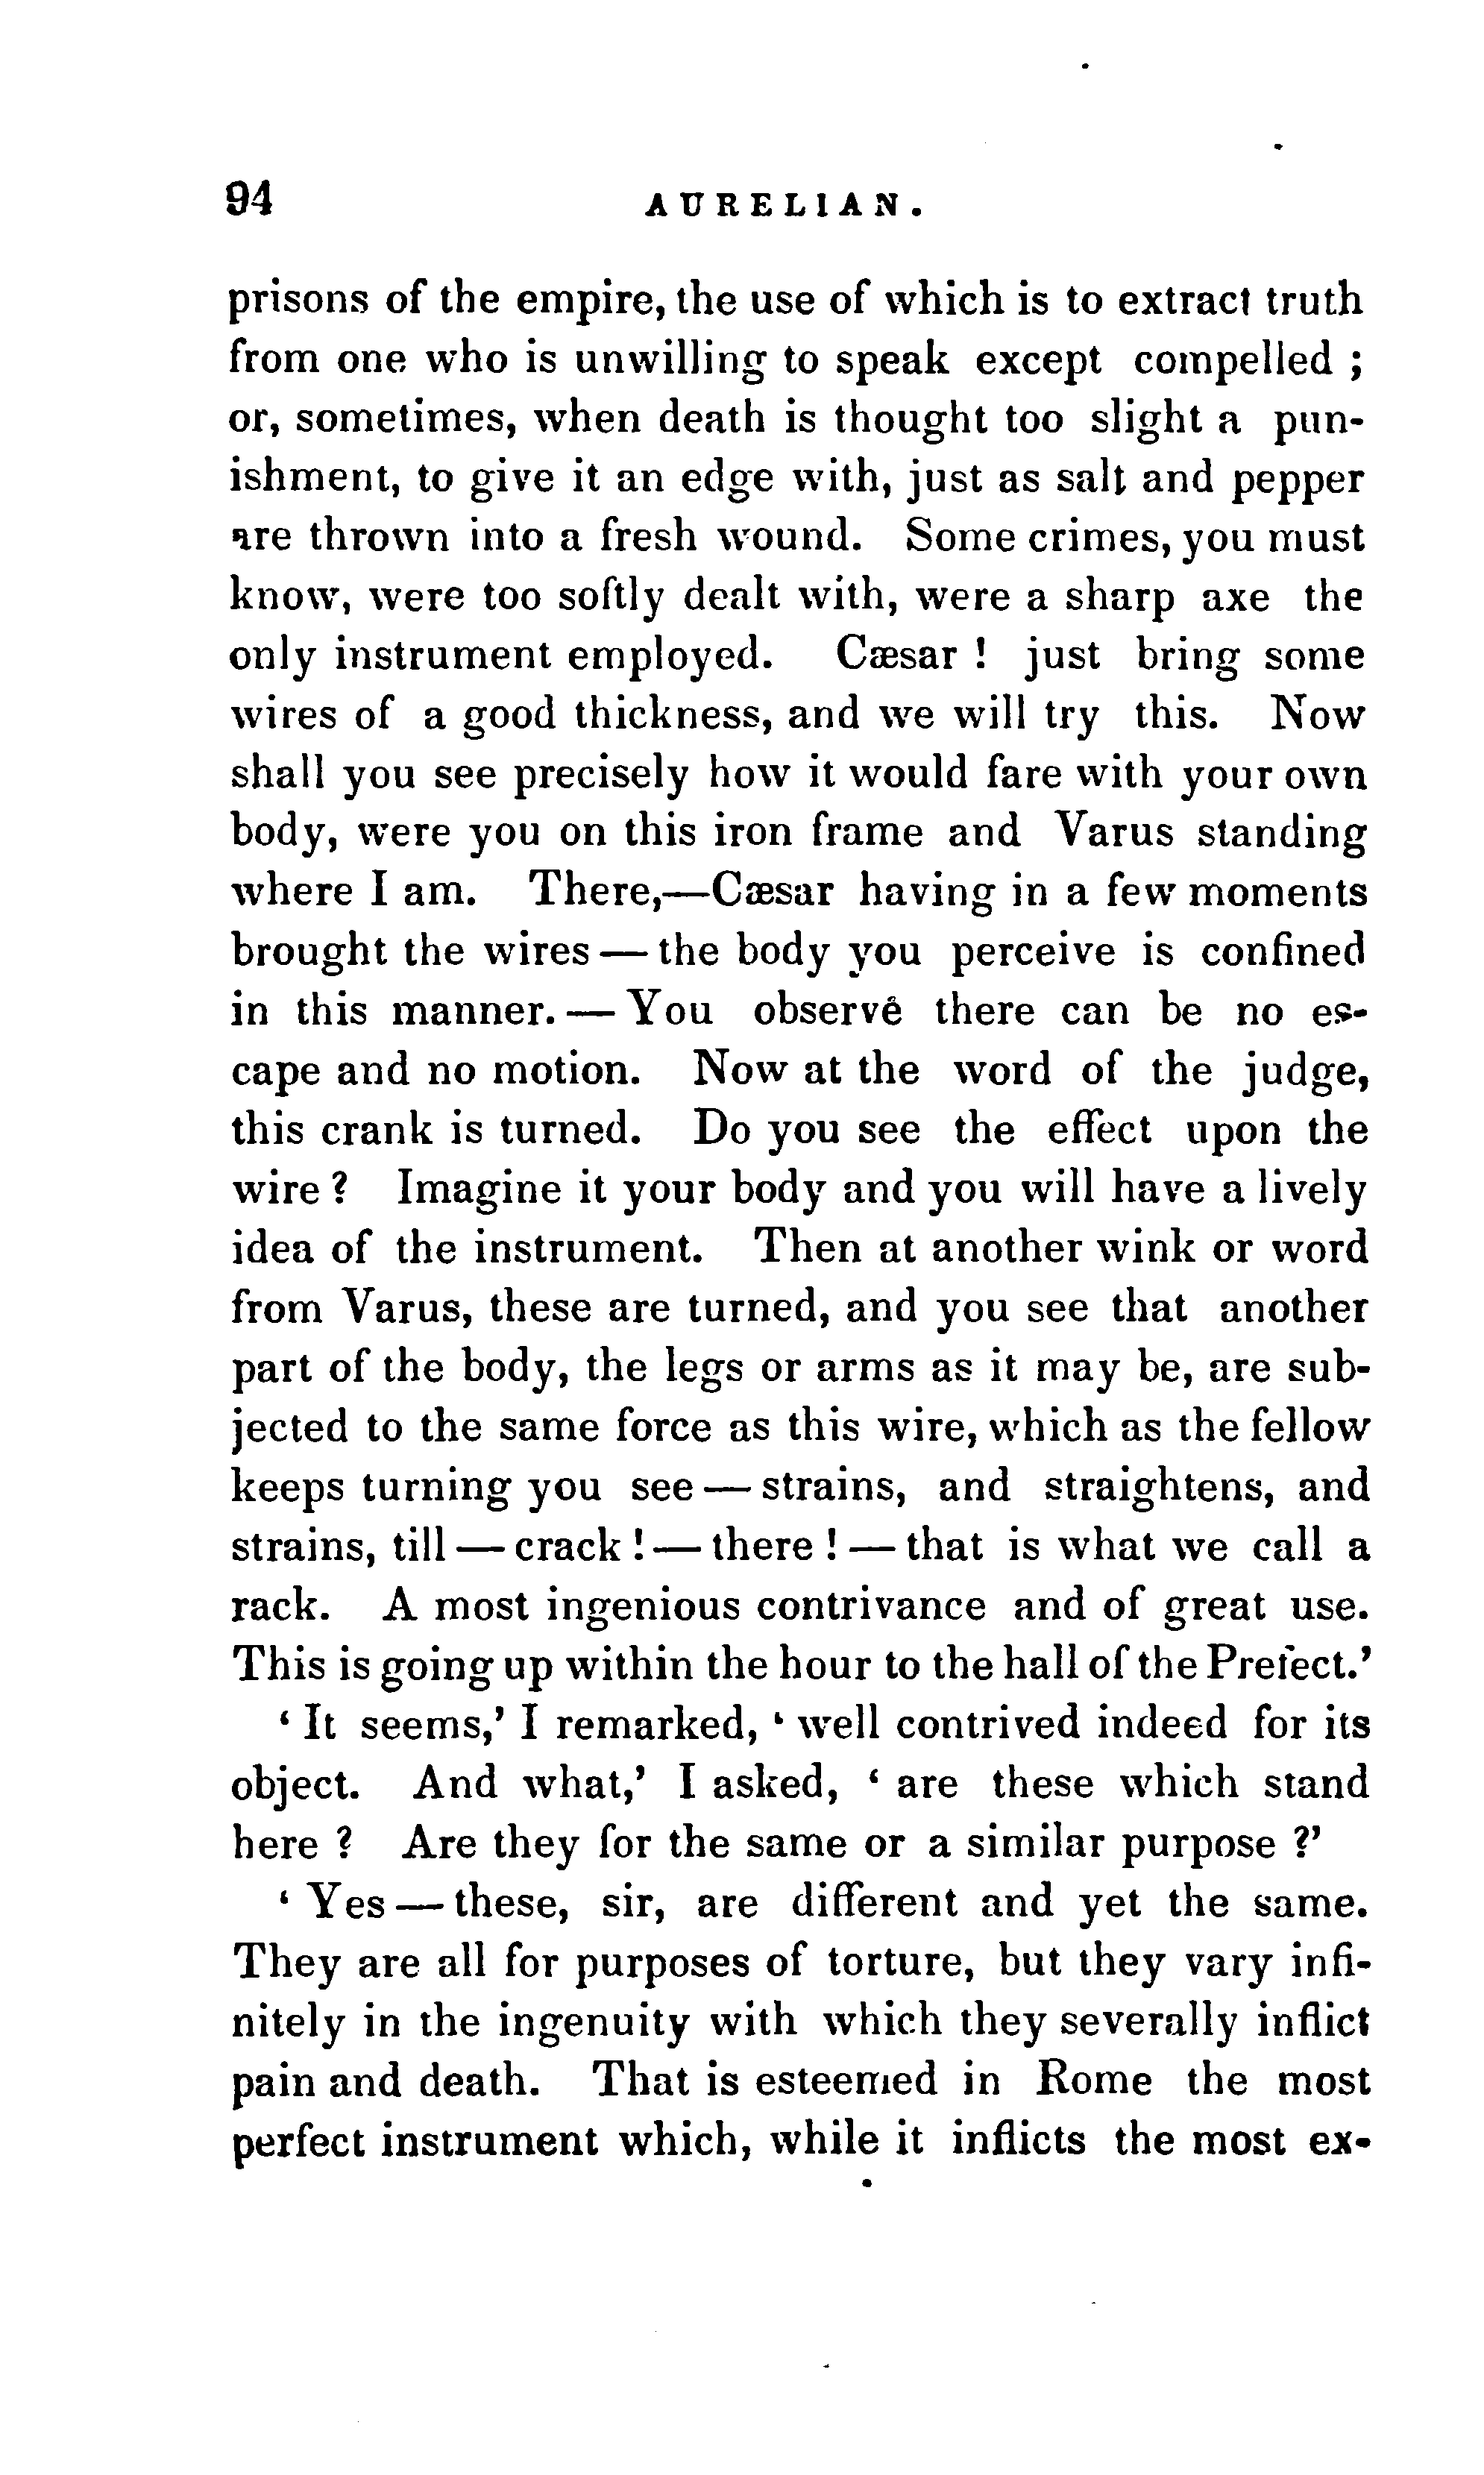 94 AURELIAN.
prisons of the empire, the use of which is to extract truth
from one who is unwilling to speak except compelled ;
or, sometimes, when death is thought too slight a pun-
ishment, to give it an edge with, just as salt and pepper
are thrown into a fresh wound. Some crimes, you must
know, were too softly dealt with, were a sharp axe the
only instrument employed. Cæsar ! just bring some
wires of a good thickness, and we will try this. Now
shall you see precisely how it would fare with your own
body, were you on this iron frame and Varus standing
where I am. There,—Cæsar having in a few moments
brought the wires — the body you perceive is confined
in this manner. — You observe there can be no es-
cape and no motion. Now at the word of the judge,
this crank is turned. Do you see the effect upon the
wire ? Imagine it your body and you will have a lively
idea of the instrument. Then at another wink or word
from Varus, these are turned, and you see that another
part of the body, the legs or arms as it may be, are sub-
jected to the same force as this wire, which as the fellow
keeps turning you see — strains, and straightens, and
strains, till — crack ! — there ! — that is what we call a
rack. A most ingenious contrivance and of great use.
This is going up within the hour to the hall of the Prefect.'
‘ It seems,' I remarked, ‘ well contrived indeed for its
object. And what,' I asked, ‘ are these which stand
here ? Are they for the same or a similar purpose ?'
‘ Yes — these, sir, are different and yet the same.
They are all for purposes of torture, but they vary infi-
nitely in the ingenuity with which they severally inflict
pain and death. That is esteemed in Rome the most
perfect instrument which, while it inflicts the most ex-